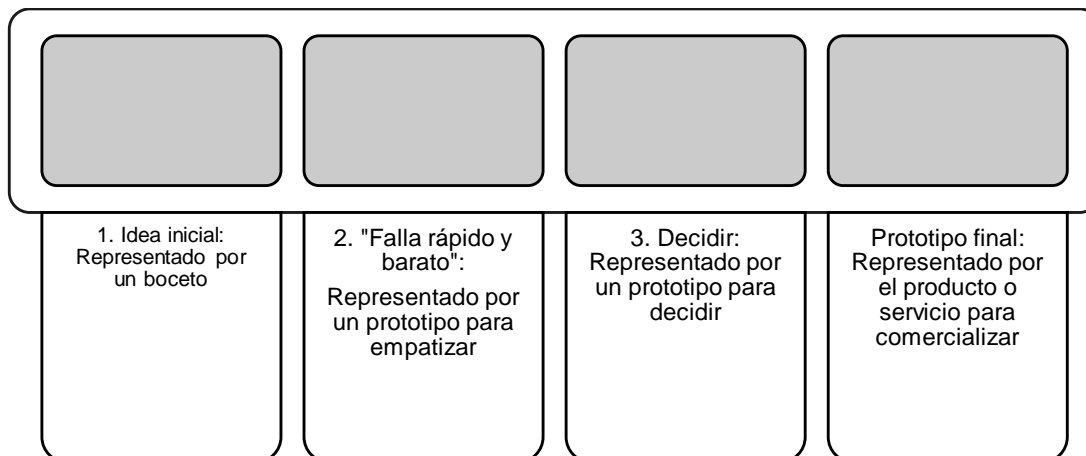 1. Idea inicial:
Representado por
un boceto
2. "Falla rápido y
barato":
Representado por
un prototipo para
empatizar
3. Decidir:
Representado por
un prototipo para
decidir
Prototipo final:
Representado por
el producto o
servicio para
comercializar